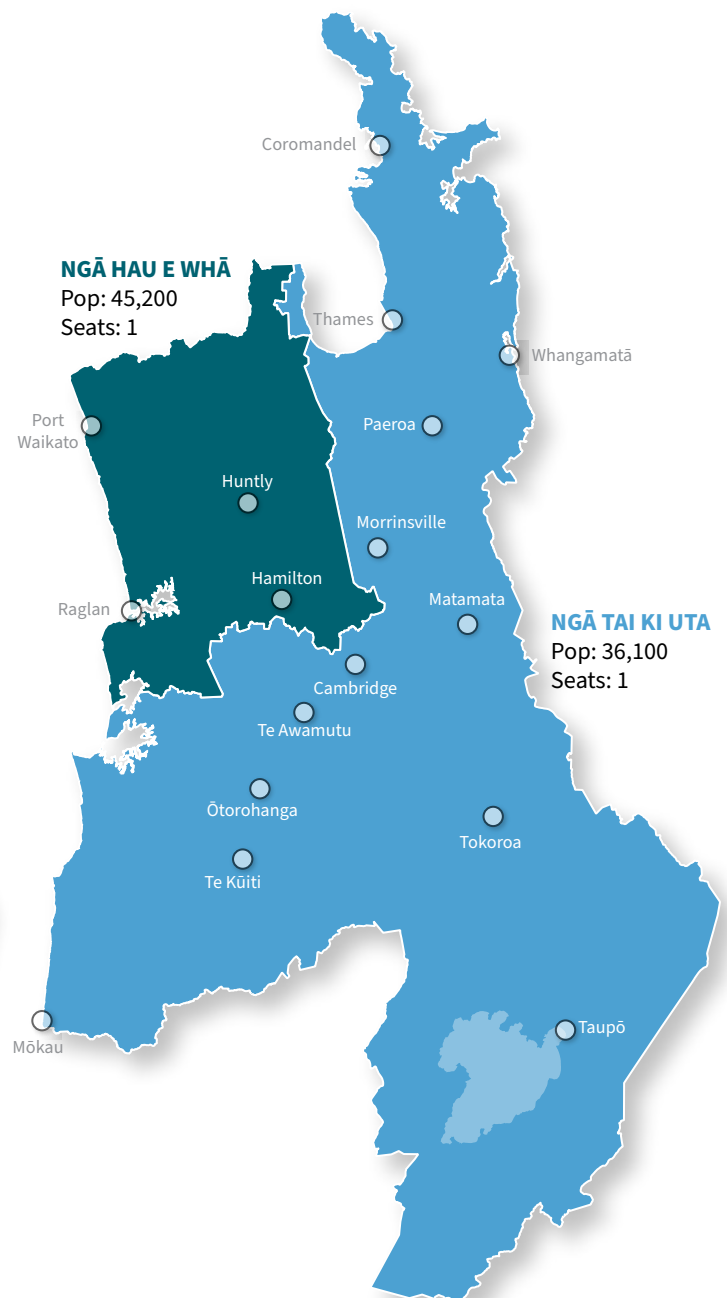 Coromandel
NGĀ HAU E WHĀ
Pop: 45,200
Seats: 1
Thames
Whangamatā
Port
Waikato
Paeroa
Huntly
Morrinsville
Hamilton
Matamata
Raglan
NGĀ TAI KI UTA
Pop: 36,100
Seats: 1
Cambridge
Te Awamutu
Ōtorohanga
Tokoroa
Te Kūiti
Taupō
Mōkau